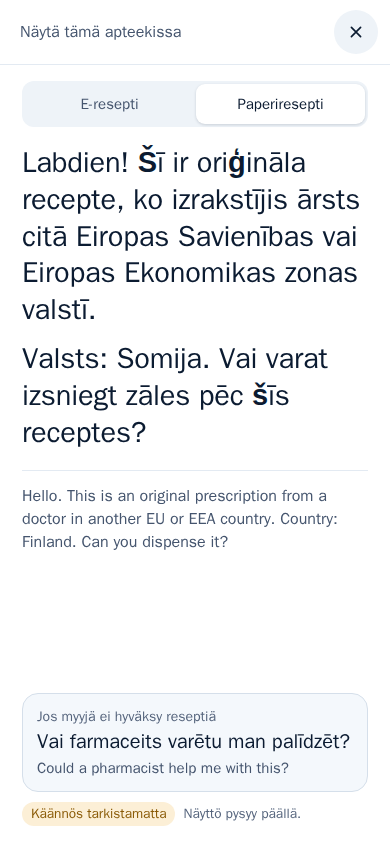 Näytä tämä apteekissa
E-resepti
Paperiresepti
Labdien! Šī ir oriģināla
recepte, ko izrakstījis ārsts
citā Eiropas Savienības vai
Eiropas Ekonomikas zonas
valstī.
Valsts: Somija. Vai varat
izsniegt zāles pēc šīs
receptes?
Hello. This is an original prescription from a
doctor in another EU or EEA country. Country:
Finland. Can you dispense it?
Jos myyjä ei hyväksy reseptiä
Vai farmaceits varētu man palīdzēt?
Could a pharmacist help me with this?
Käännös tarkistamatta
Näyttö pysyy päällä.